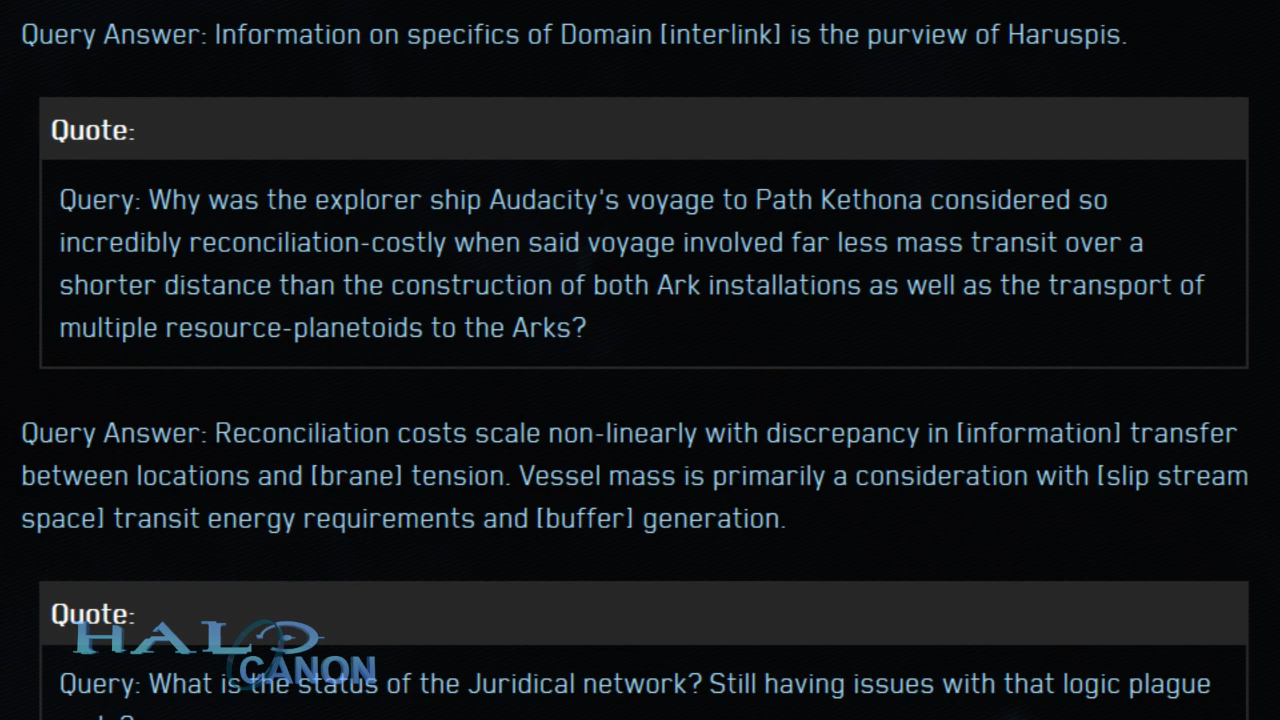 Query Answer: Information on specifics of Domain [interlink] is the purview of Haruspis.
Quote:
Query: Why was the explorer ship Audacity's voyage to Path Kethona considered so
incredibly reconciliation-costly when said voyage involved far less mass transit over a
shorter distance than the construction of both Ark installations as well as the transport of
multiple resource-planetoids to the Arks?
Query Answer: Reconciliation costs scale non-linearly with discrepancy in [information] transfer
between locations and [brane] tension. Vessel mass is primarily a consideration with [slip stream
space] transit energy requirements and [buffer] generation.
Quote:
HALO
CANON
Query: What is the status of the Juridical network? Still having issues with that logic plague